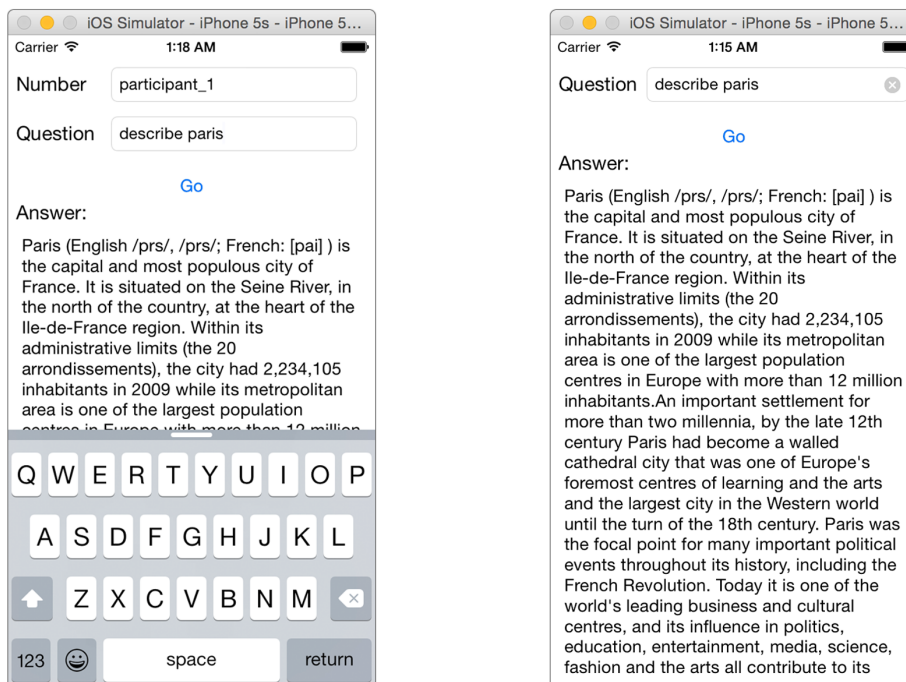 iOS Simulator - iPhone 5s - iPhone 5...
Carrier 1:18 AM
Number participant_1
Question describe paris
Go
Answer:
Paris (English /prs/, /prs/; French: [pai] ) is
the capital and most populous city of
France. It is situated on the Seine River, in
the north of the country, at the heart of the
Ile-de-France region. Within its
administrative limits (the 20
arrondissements), the city had 2,234,105
inhabitants in 2009 while its metropolitan
area is one of the largest population
centres in Europe with more than 12 million
Q W E R T Y U I O P
A S D F G H J K L
Z X C V B N M
123 space return
iOS Simulator - iPhone 5s - iPhone 5...
Carrier 1:15 AM
Question describe paris
Go
Answer:
Paris (English /prs/, /prs/; French: [pai] ) is
the capital and most populous city of
France. It is situated on the Seine River, in
the north of the country, at the heart of the
Ile-de-France region. Within its
administrative limits (the 20
arrondissements), the city had 2,234,105
inhabitants in 2009 while its metropolitan
area is one of the largest population
centres in Europe with more than 12 million
inhabitants.An important settlement for
more than two millennia, by the late 12th
century Paris had become a walled
cathedral city that was one of Europe's
foremost centres of learning and the arts
and the largest city in the Western world
until the turn of the 18th century. Paris was
the focal point for many important political
events throughout its history, including the
French Revolution. Today it is one of the
world's leading business and cultural
centres, and its influence in politics,
education, entertainment, media, science,
fashion and the arts all contribute to its